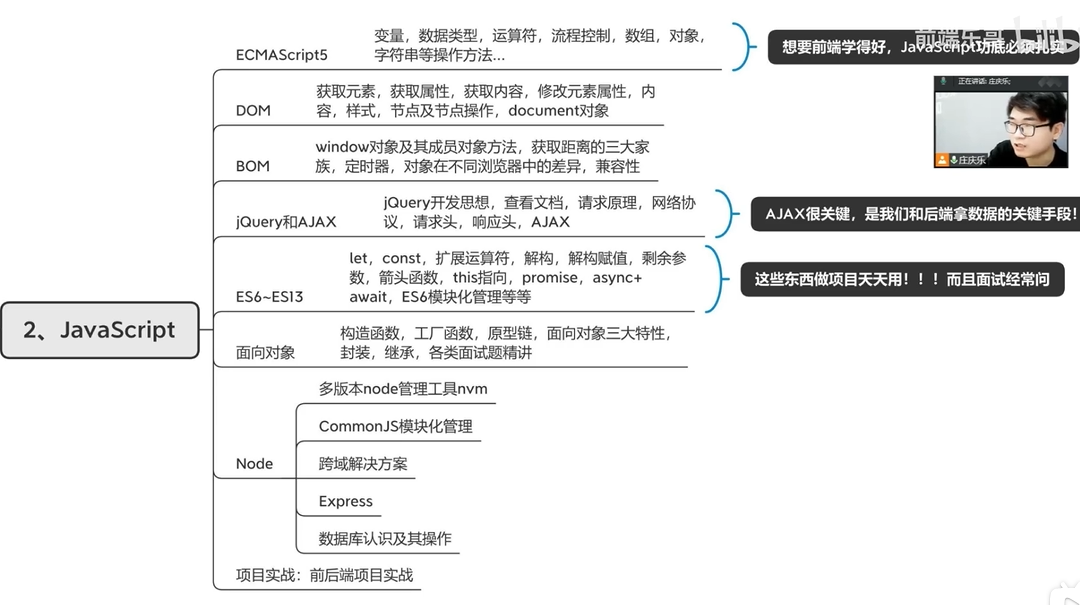 ECMAScript5
变量，数据类型，运算符，流程控制，数组，对象，
字符串等操作方法...
想要前端学得好，JavaScript功底必须扎实
前端乐哥
bilibili
正在讲话: 庄庆乐;
庄庆乐
DOM
获取元素，获取属性，获取内容，修改元素属性，内
容，样式，节点及节点操作，document对象
BOM
window对象及其成员对象方法，获取距离的三大家
族，定时器，对象在不同浏览器中的差异，兼容性
jQuery和AJAX
jQuery开发思想，查看文档，请求原理，网络协
议，请求头，响应头，AJAX
AJAX很关键，是我们和后端拿数据的关键手段！
ES6~ES13
let，const，扩展运算符，解构，解构赋值，剩余参
数，箭头函数，this指向，promise，async+
await，ES6模块化管理等等
这些东西做项目天天用！！！而且面试经常问
2、JavaScript
面向对象
构造函数，工厂函数，原型链，面向对象三大特性，
封装，继承，各类面试题精讲
Node
多版本node管理工具nvm
CommonJS模块化管理
跨域解决方案
Express
数据库认识及其操作
项目实战：前后端项目实战